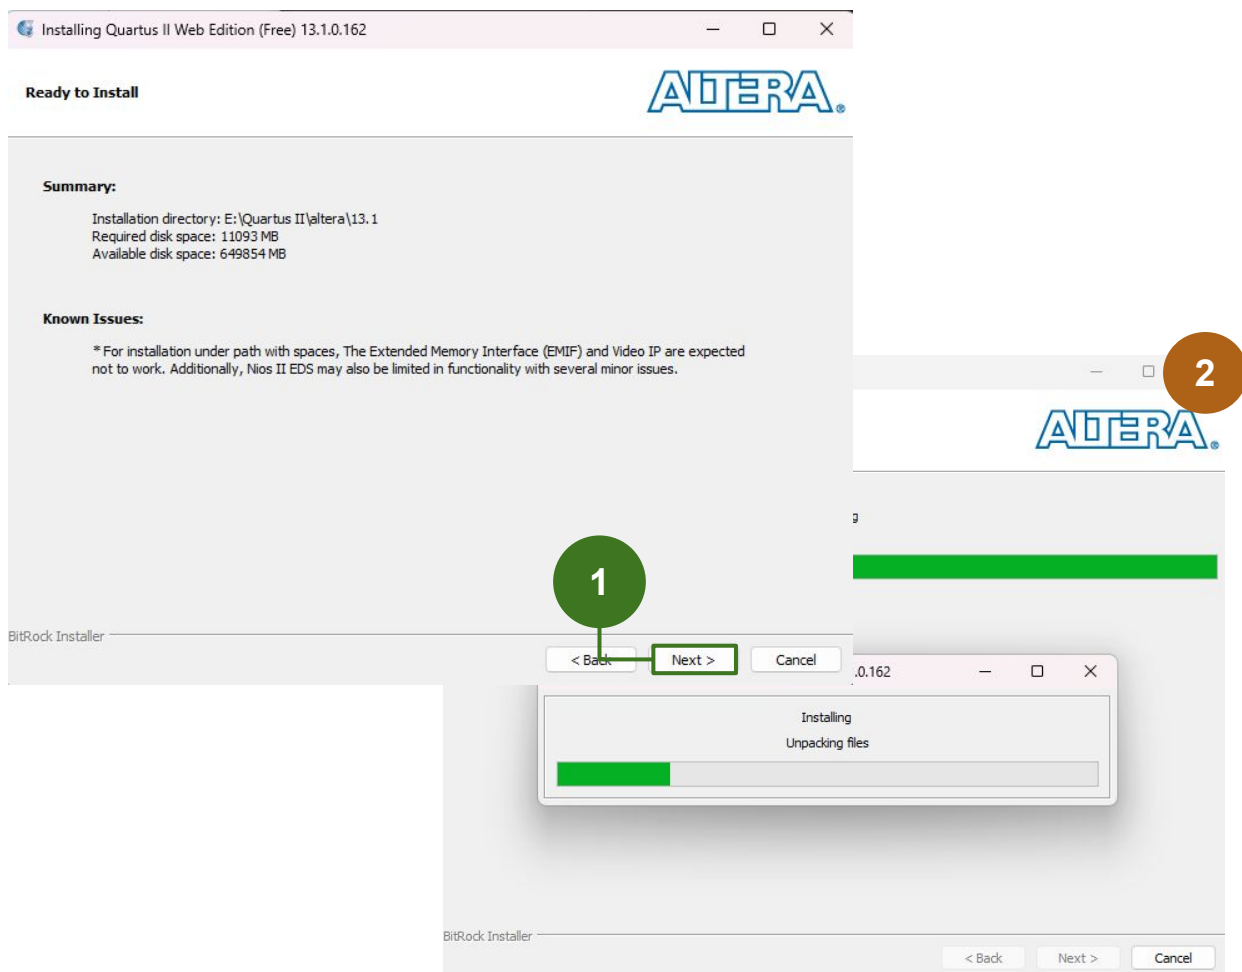 Installing Quartus II Web Edition (Free) 13.1.0.162
Ready to Install
ALTERA®
Summary:
Installation directory: E:\Quartus II\altera\13.1
Required disk space: 11093 MB
Available disk space: 649854 MB
Known Issues:
* For installation under path with spaces, The Extended Memory Interface (EMIF) and Video IP are expected
not to work. Additionally, Nios II EDS may also be limited in functionality with several minor issues.
1
BitRock Installer
< Back
Next >
Cancel
2
ALTERA®
g
.0.162
Installing
Unpacking files
BitRock Installer
< Back
Next >
Cancel